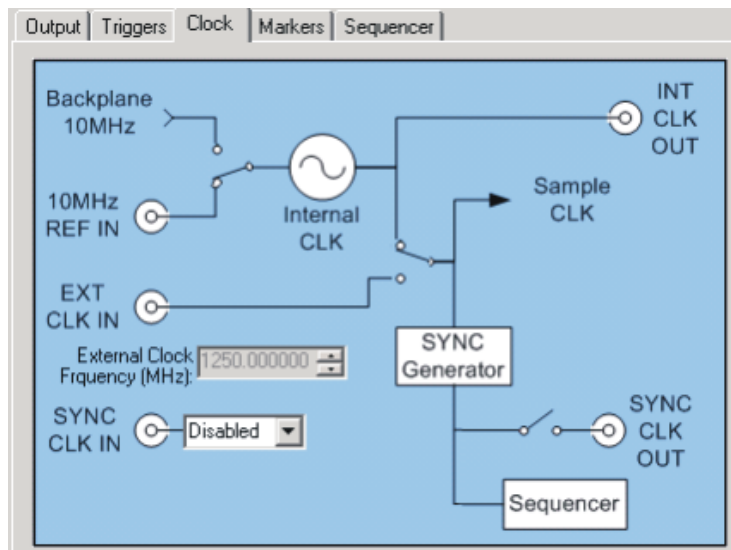 Output Triggers Clock Markers Sequencer
Backplane
10MHz
INT
CLK
OUT
10MHz
REF IN
Internal
CLK
Sample
CLK
EXT
CLK IN
External Clock
Frquency (MHz):
1250.000000
SYNC
Generator
SYNC
CLK IN
Disabled
SYNC
CLK
OUT
Sequencer